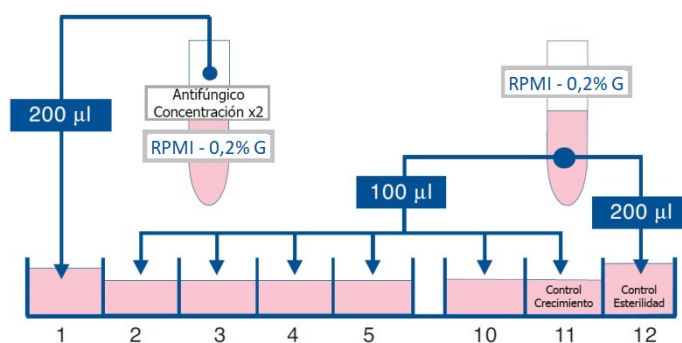 200 µl
Antifúngico
Concentración x2
RPMI - 0,2% G
RPMI - 0,2% G
100 µl
200 µl
Control
Crecimiento
Control
Esterilidad
1 2 3 4 5 10 11 12